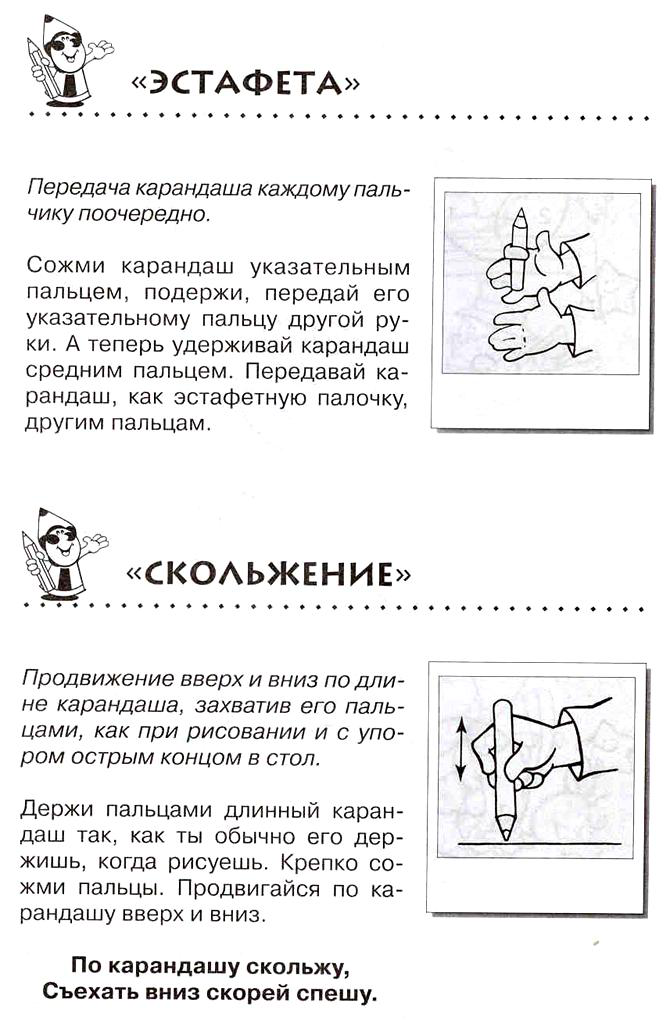 «ЭСТАФЕТА»
Передача карандаша каждому паль-
чику поочередно.
Сожми карандаш указательным
пальцем, подержи, передай его
указательному пальцу другой ру-
ки. А теперь удерживай карандаш
средним пальцем. Передавай ка-
рандаш, как эстафетную палочку,
другим пальцам.
«СКОЛЬЖЕНИЕ»
Продвижение вверх и вниз по дли-
не карандаша, захватив его паль-
цами, как при рисовании и с упо-
ром острым концом в стол.
Держи пальцами длинный каран-
даш так, как ты обычно его дер-
жишь, когда рисуешь. Крепко со-
жми пальцы. Продвигайся по ка-
рандашу вверх и вниз.
По карандашу скольжу,
Съехать вниз скорей спешу.